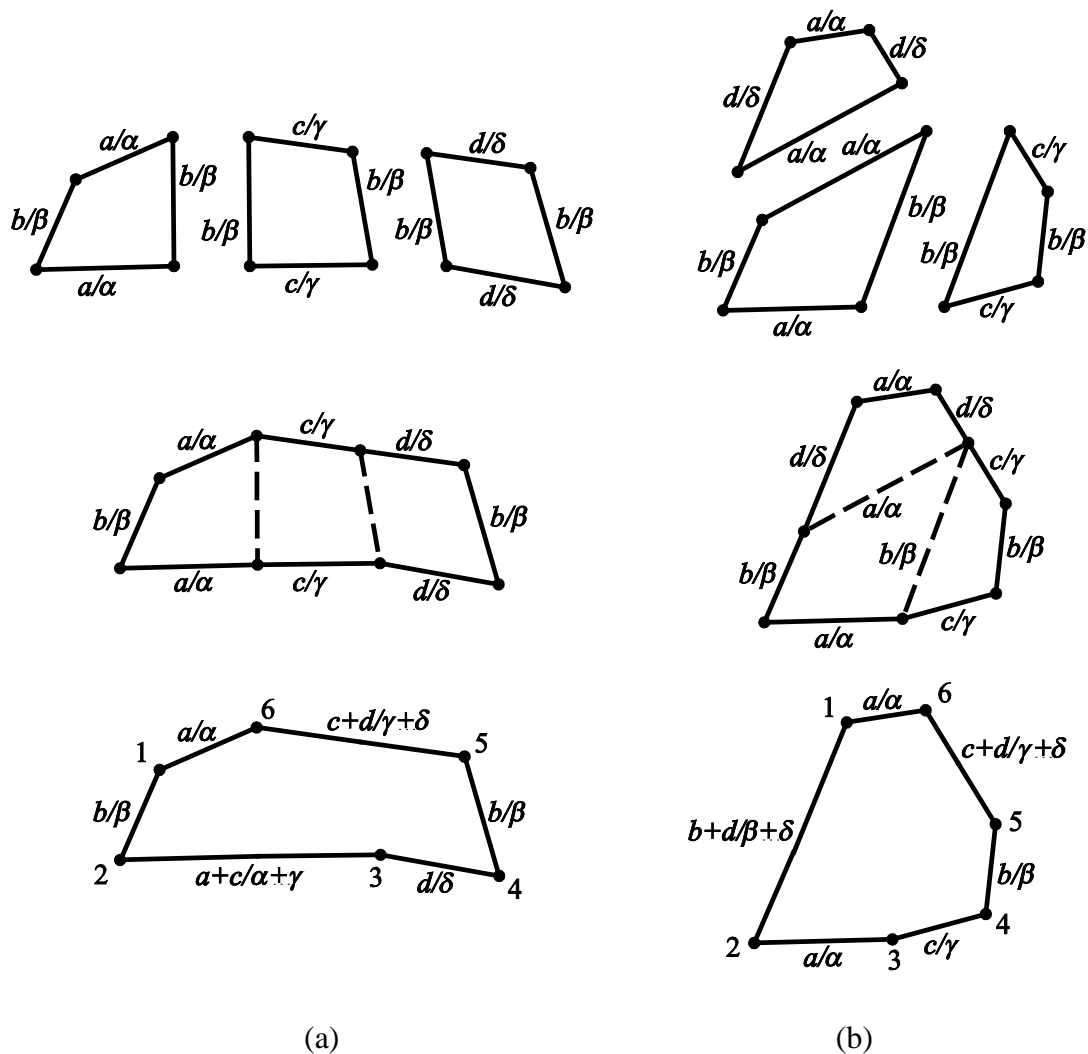 a/α
b/β
b/β
a/α
c/γ
b/β
b/β
c/γ
d/δ
b/β
b/β
d/δ
a/α
c/γ
d/δ
b/β
b/β
a/α
c/γ
d/δ
6
a/α
c+d/γ+δ
1
5
b/β
b/β
2
a+c/α+γ
3
d/δ
4
(a)
a/α
d/δ
d/δ
a/α
a/α
b/β
b/β
a/α
c/γ
b/β
b/β
c/γ
a/α
d/δ
d/δ
c/γ
a/α
b/β
b/β
b/β
a/α
c/γ
1
a/α
6
c+d/γ+δ
b+d/β+δ
5
b/β
2
a/α
3
c/γ
4
(b)